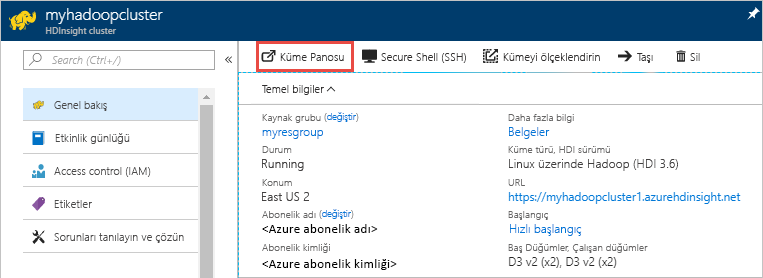 myhadoopcluster
HDInsight cluster
Search (Ctrl+/)
Genel bakış
Etkinlik günlüğü
Access control (IAM)
Etiketler
Sorunları tanılayın ve çözün
Küme Panosu
Secure Shell (SSH)
Kümeyi ölçeklendirin
Taşı
Sil
Temel bilgiler
Kaynak grubu (değiştir)
myresgroup
Durum
Running
Konum
East US 2
Abonelik adı (değiştir)
<Azure abonelik adı>
Abonelik kimliği
<Azure abonelik kimliği>
Daha fazla bilgi
Belgeler
Küme türü, HDI sürümü
Linux üzerinde Hadoop (HDI 3.6)
URL
https://myhadoopcluster1.azurehdinsight.net
Başlangıç
Hızlı başlangıç
Baş Düğümler, Çalışan düğümler
D3 v2 (x2), D3 v2 (x2)